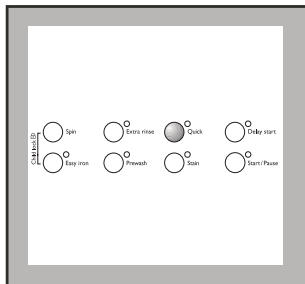 Child lock
Spin
Extra rinse
Quick
Delay start
Easy iron
Prewash
Stain
Start/Pause